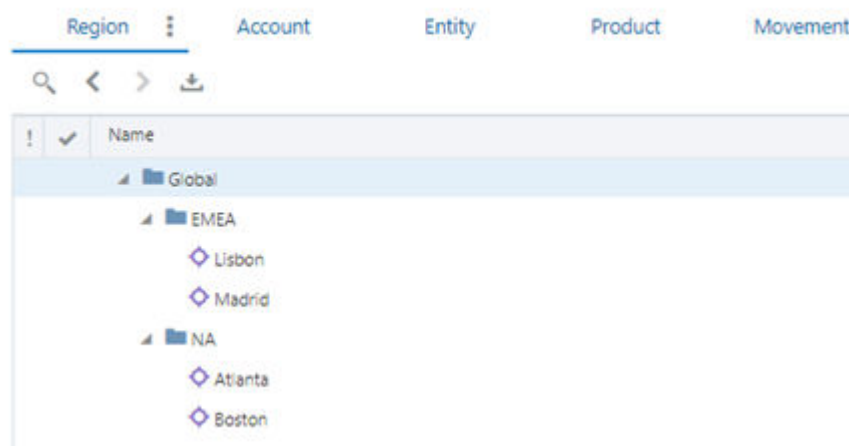 Region Account Entity Product Movement
! Name
Global
EMEA
Lisbon
Madrid
NA
Atlanta
Boston